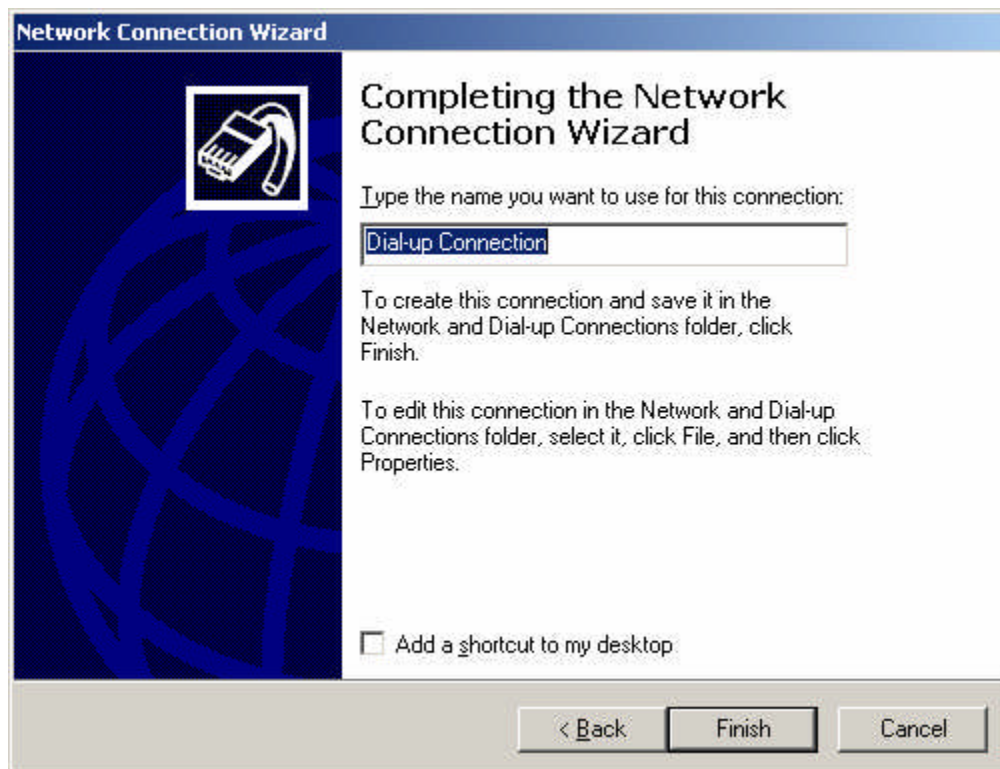 Network Connection Wizard
Completing the Network
Connection Wizard
Type the name you want to use for this connection:
Dial-up Connection
To create this connection and save it in the
Network and Dial-up Connections folder, click
Finish.
To edit this connection in the Network and Dial-up
Connections folder, select it, click File, and then click
Properties.
Add a shortcut to my desktop
< Back Finish Cancel